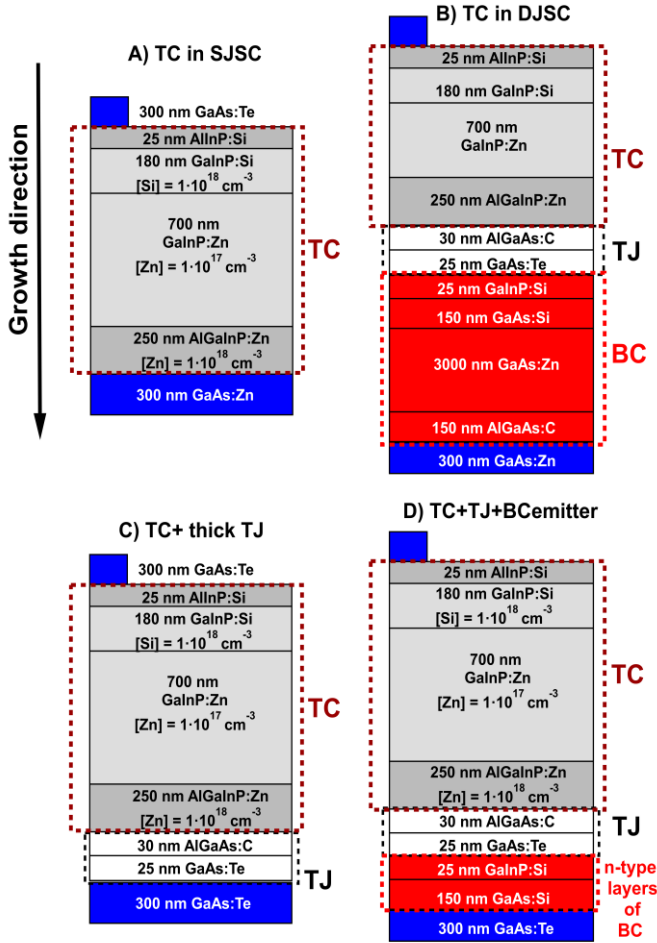 A) TC in SJSC
Growth direction
300 nm GaAs:Te
25 nm AlInP:Si
180 nm GaInP:Si
[Si] = 1·10^18 cm^-3
700 nm
GaInP:Zn
[Zn] = 1·10^17 cm^-3
250 nm AlGaInP:Zn
[Zn] = 1·10^18 cm^-3
300 nm GaAs:Zn
TC
B) TC in DJSC
25 nm AlInP:Si
180 nm GaInP:Si
700 nm
GaInP:Zn
250 nm AlGaInP:Zn
TC
30 nm AlGaAs:C
25 nm GaAs:Te
TJ
25 nm GaInP:Si
150 nm GaAs:Si
3000 nm GaAs:Zn
150 nm AlGaAs:C
BC
300 nm GaAs:Zn
C) TC+ thick TJ
300 nm GaAs:Te
25 nm AlInP:Si
180 nm GaInP:Si
[Si] = 1·10^18 cm^-3
700 nm
GaInP:Zn
[Zn] = 1·10^17 cm^-3
250 nm AlGaInP:Zn
[Zn] = 1·10^18 cm^-3
TC
30 nm AlGaAs:C
25 nm GaAs:Te
TJ
300 nm GaAs:Te
D) TC+TJ+BCemitter
25 nm AlInP:Si
180 nm GaInP:Si
[Si] = 1·10^18 cm^-3
700 nm
GaInP:Zn
[Zn] = 1·10^17 cm^-3
250 nm AlGaInP:Zn
[Zn] = 1·10^18 cm^-3
TC
30 nm AlGaAs:C
25 nm GaAs:Te
TJ
25 nm GaInP:Si
150 nm GaAs:Si
n-type
layers
of
BC
300 nm GaAs:Te